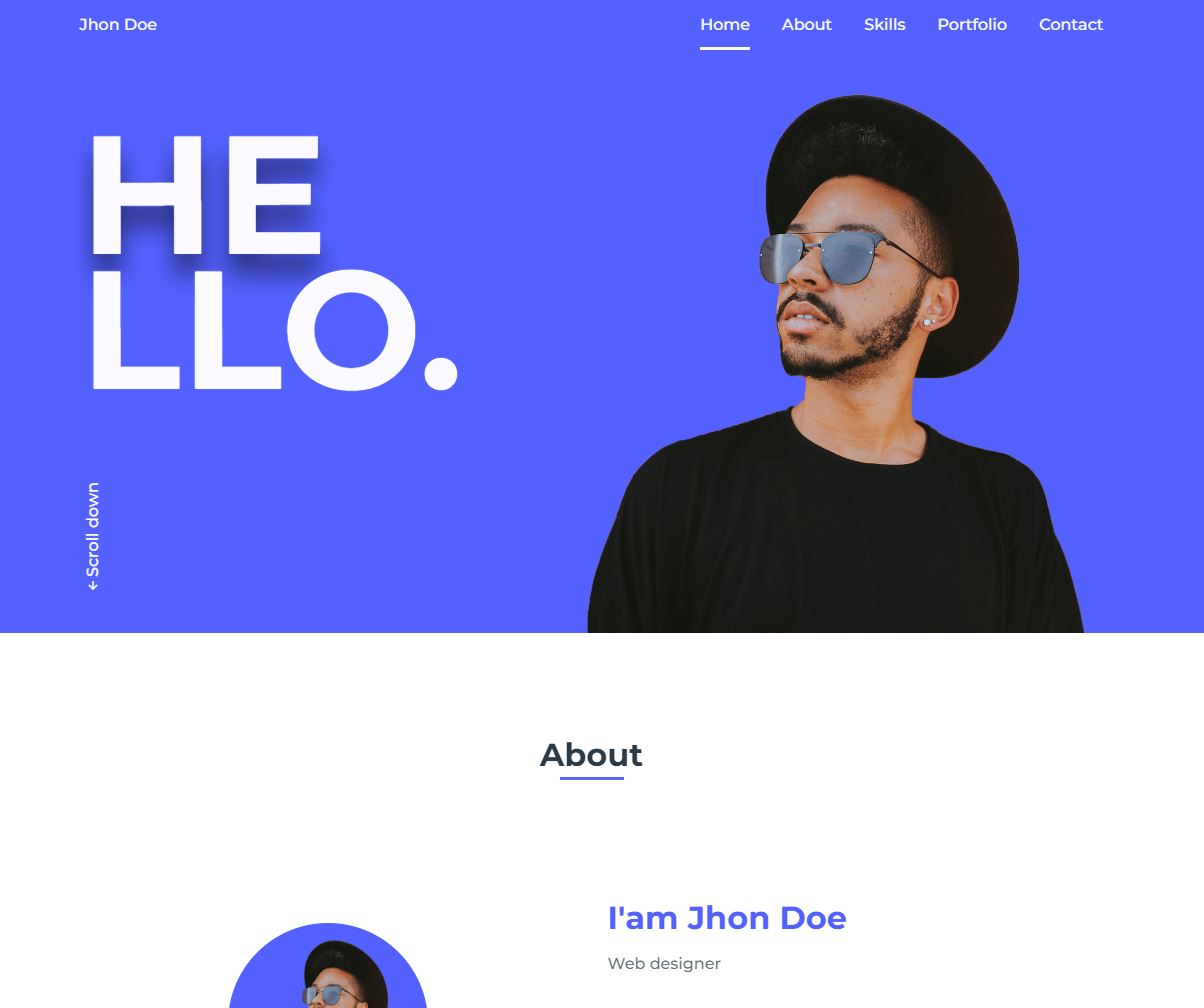 Jhon Doe
Home About Skills Portfolio Contact
HE
LLO.
← Scroll down
About
I'am Jhon Doe
Web designer